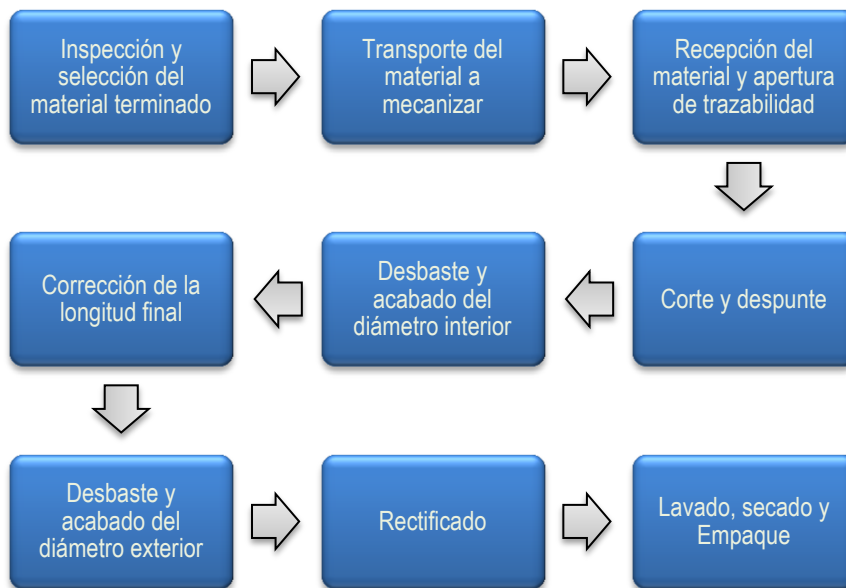 Inspección y
selección del
material terminado
Transporte del
material a
mecanizar
Recepción del
material y apertura
de trazabilidad
Corte y despunte
Desbaste y
acabado del
diámetro interior
Corrección de la
longitud final
Desbaste y
acabado del
diámetro exterior
Rectificado
Lavado, secado y
Empaque